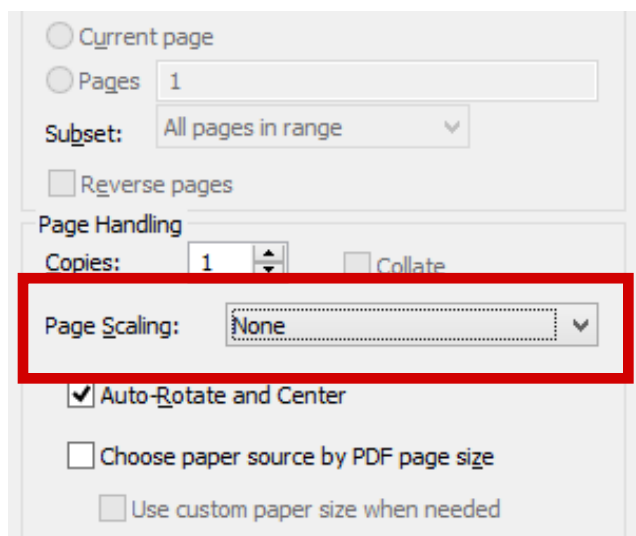 Current page
Pages 1
Subset: All pages in range
Reverse pages
Page Handling
Copies: 1 Collate
Page Scaling: None
Auto-Rotate and Center
Choose paper source by PDF page size
Use custom paper size when needed